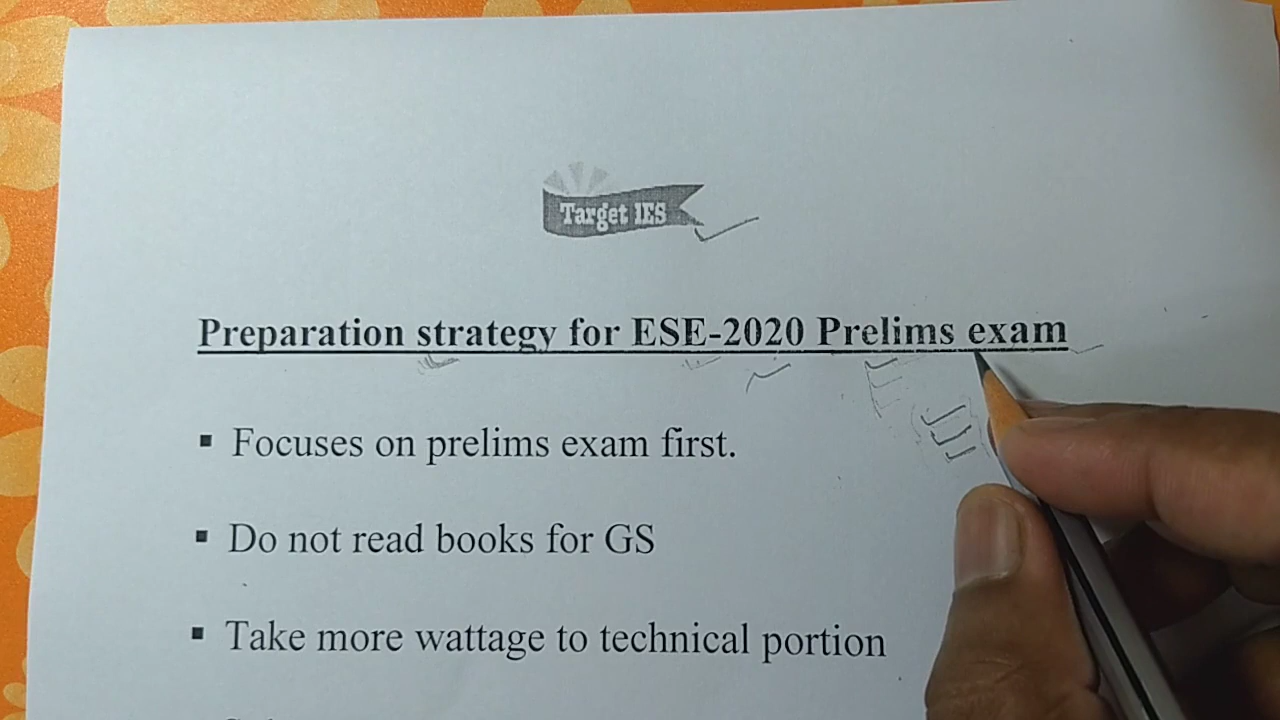 Target IES
Preparation strategy for ESE-2020 Prelims exam
▪ Focuses on prelims exam first.
▪ Do not read books for GS
▪ Take more wattage to technical portion